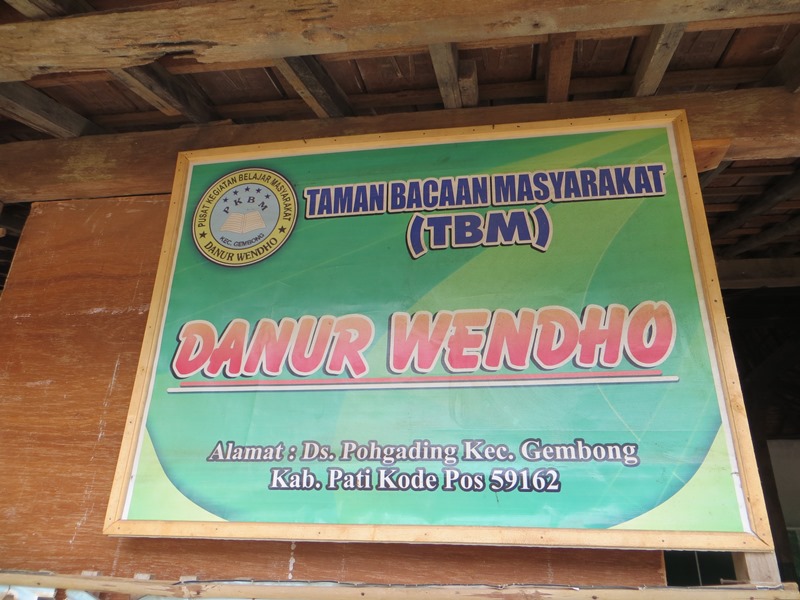 PUSAT KEGIATAN BELAJAR MASYARAKAT
PKBM
KEC. GEMBONG
DANUR WENDHO
TAMAN BACAAN MASYARAKAT
(TBM)
DANUR WENDHO
Alamat : Ds. Pohgading Kec. Gembong
Kab. Pati Kode Pos 59162